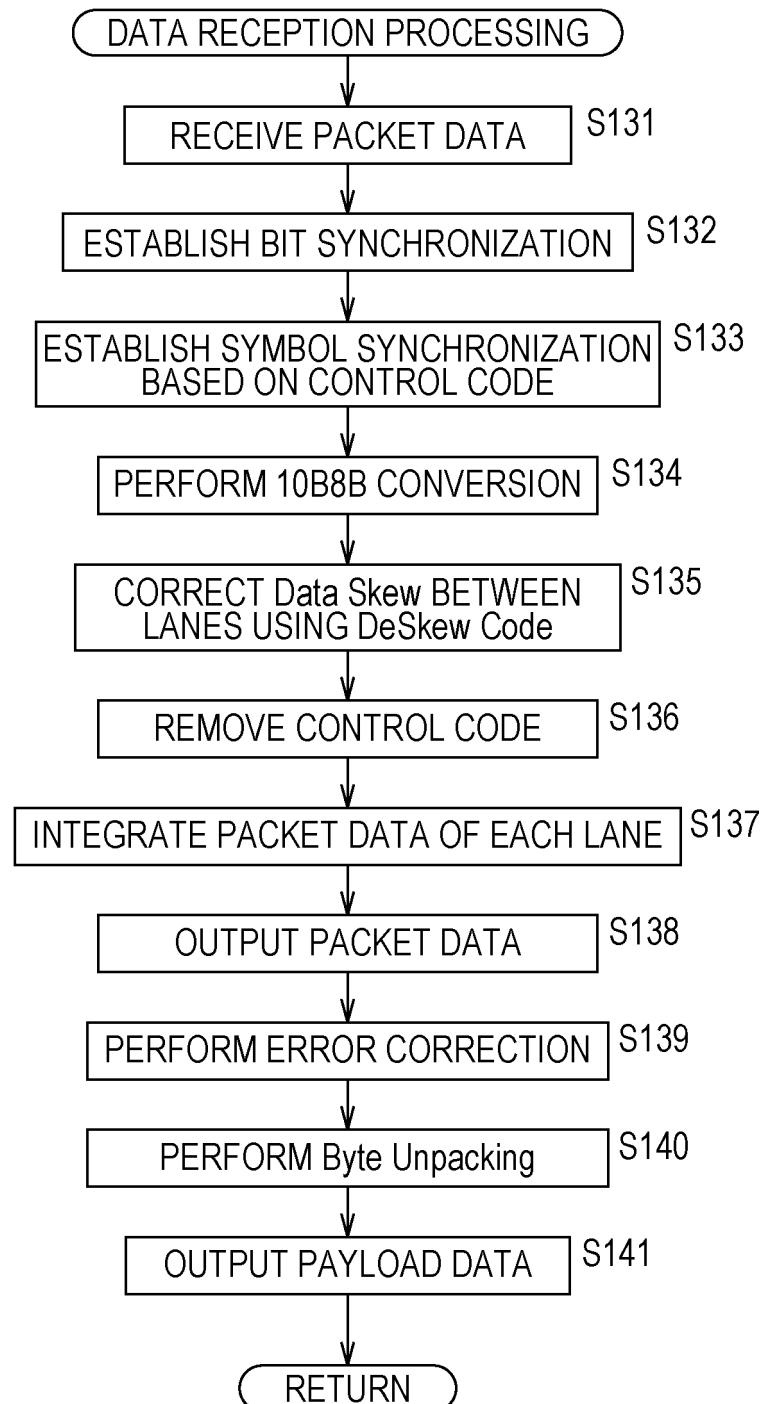 DATA RECEPTION PROCESSING
RECEIVE PACKET DATA
S131
ESTABLISH BIT SYNCHRONIZATION
S132
ESTABLISH SYMBOL SYNCHRONIZATION
BASED ON CONTROL CODE
S133
PERFORM 10B8B CONVERSION
S134
CORRECT Data Skew BETWEEN
LANES USING DeSkew Code
S135
REMOVE CONTROL CODE
S136
INTEGRATE PACKET DATA OF EACH LANE
S137
OUTPUT PACKET DATA
S138
PERFORM ERROR CORRECTION
S139
PERFORM Byte Unpacking
S140
OUTPUT PAYLOAD DATA
S141
RETURN